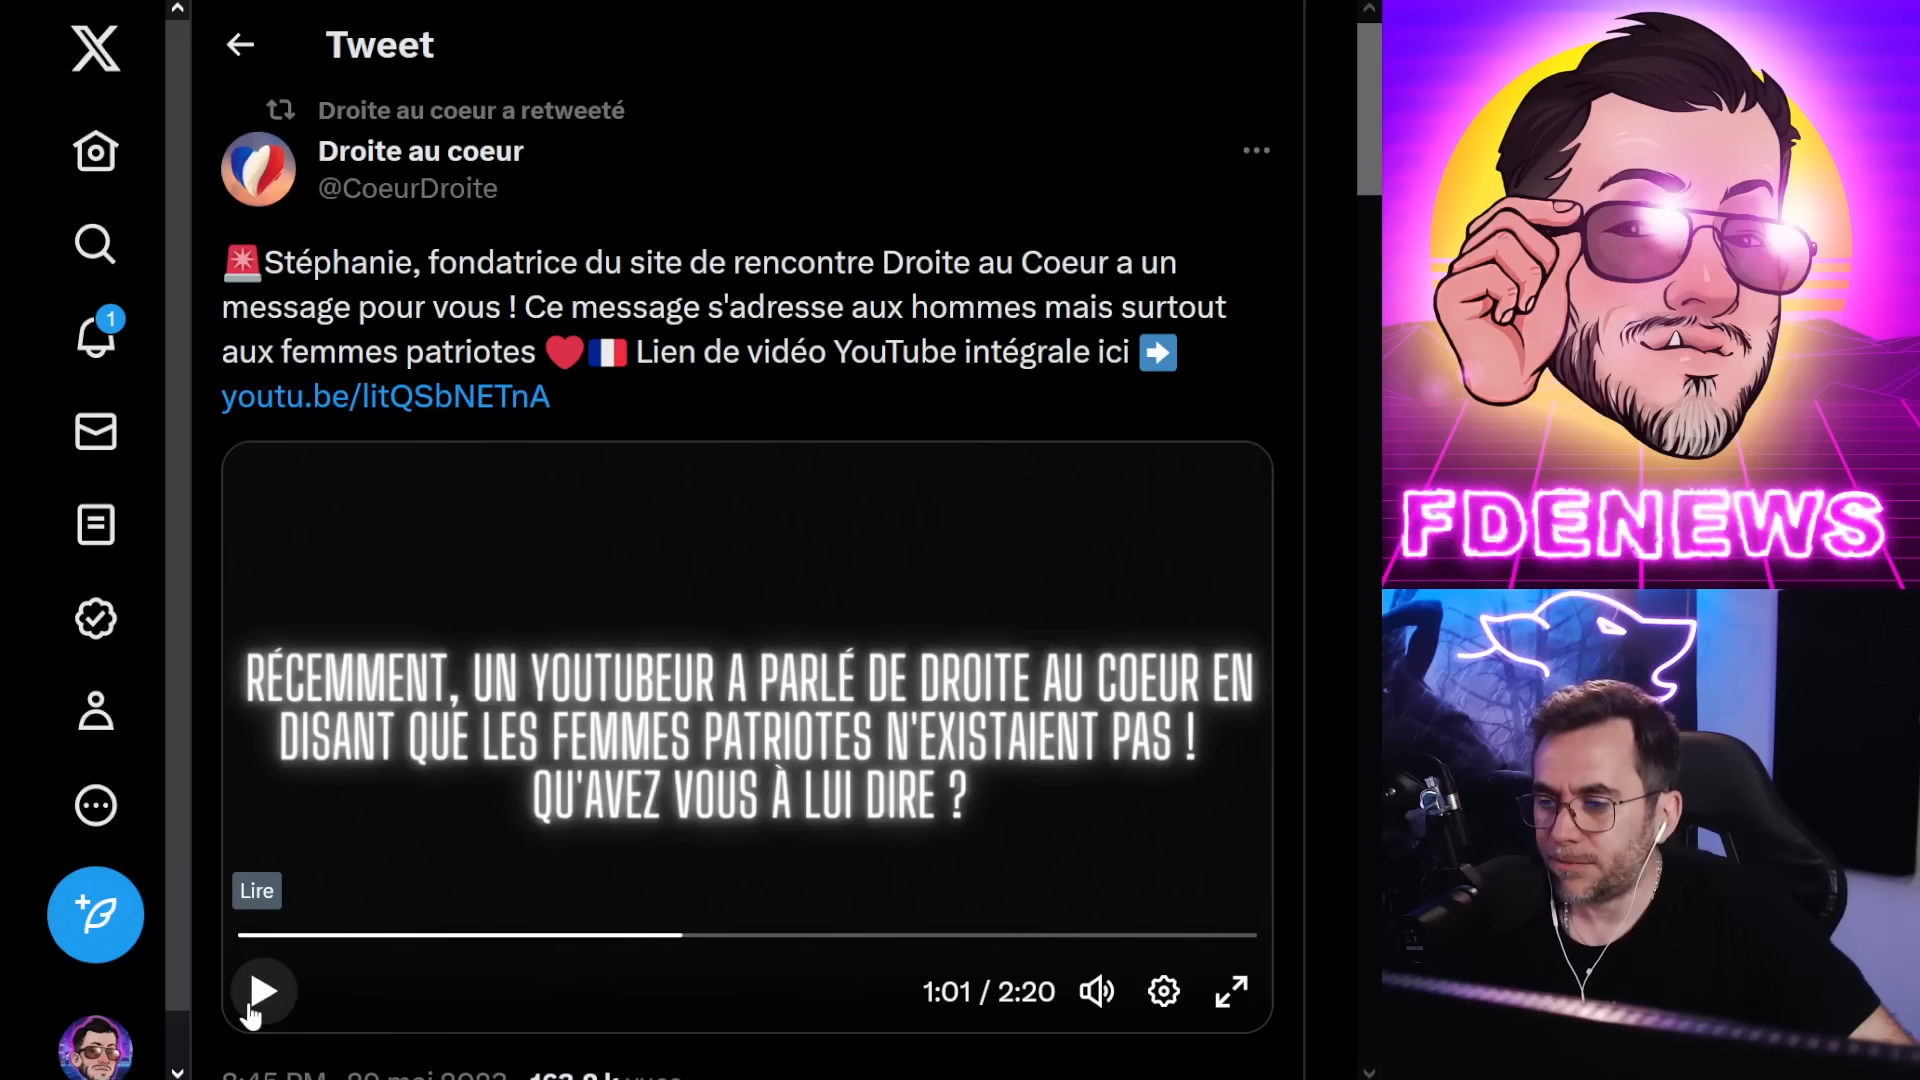 Tweet
Droite au coeur a retweeté
Droite au coeur
@CoeurDroite
Stéphanie, fondatrice du site de rencontre Droite au Coeur a un
message pour vous ! Ce message s'adresse aux hommes mais surtout
aux femmes patriotes ❤️🇫🇷 Lien de vidéo YouTube intégrale ici ➡️
youtu.be/litQSbNETnA
RÉCEMMENT, UN YOUTUBEUR A PARLÉ DE DROITE AU COEUR EN
DISANT QUE LES FEMMES PATRIOTES N'EXISTAIENT PAS !
QU'AVEZ VOUS À LUI DIRE ?
Lire
1:01 / 2:20
1
FDENEWS